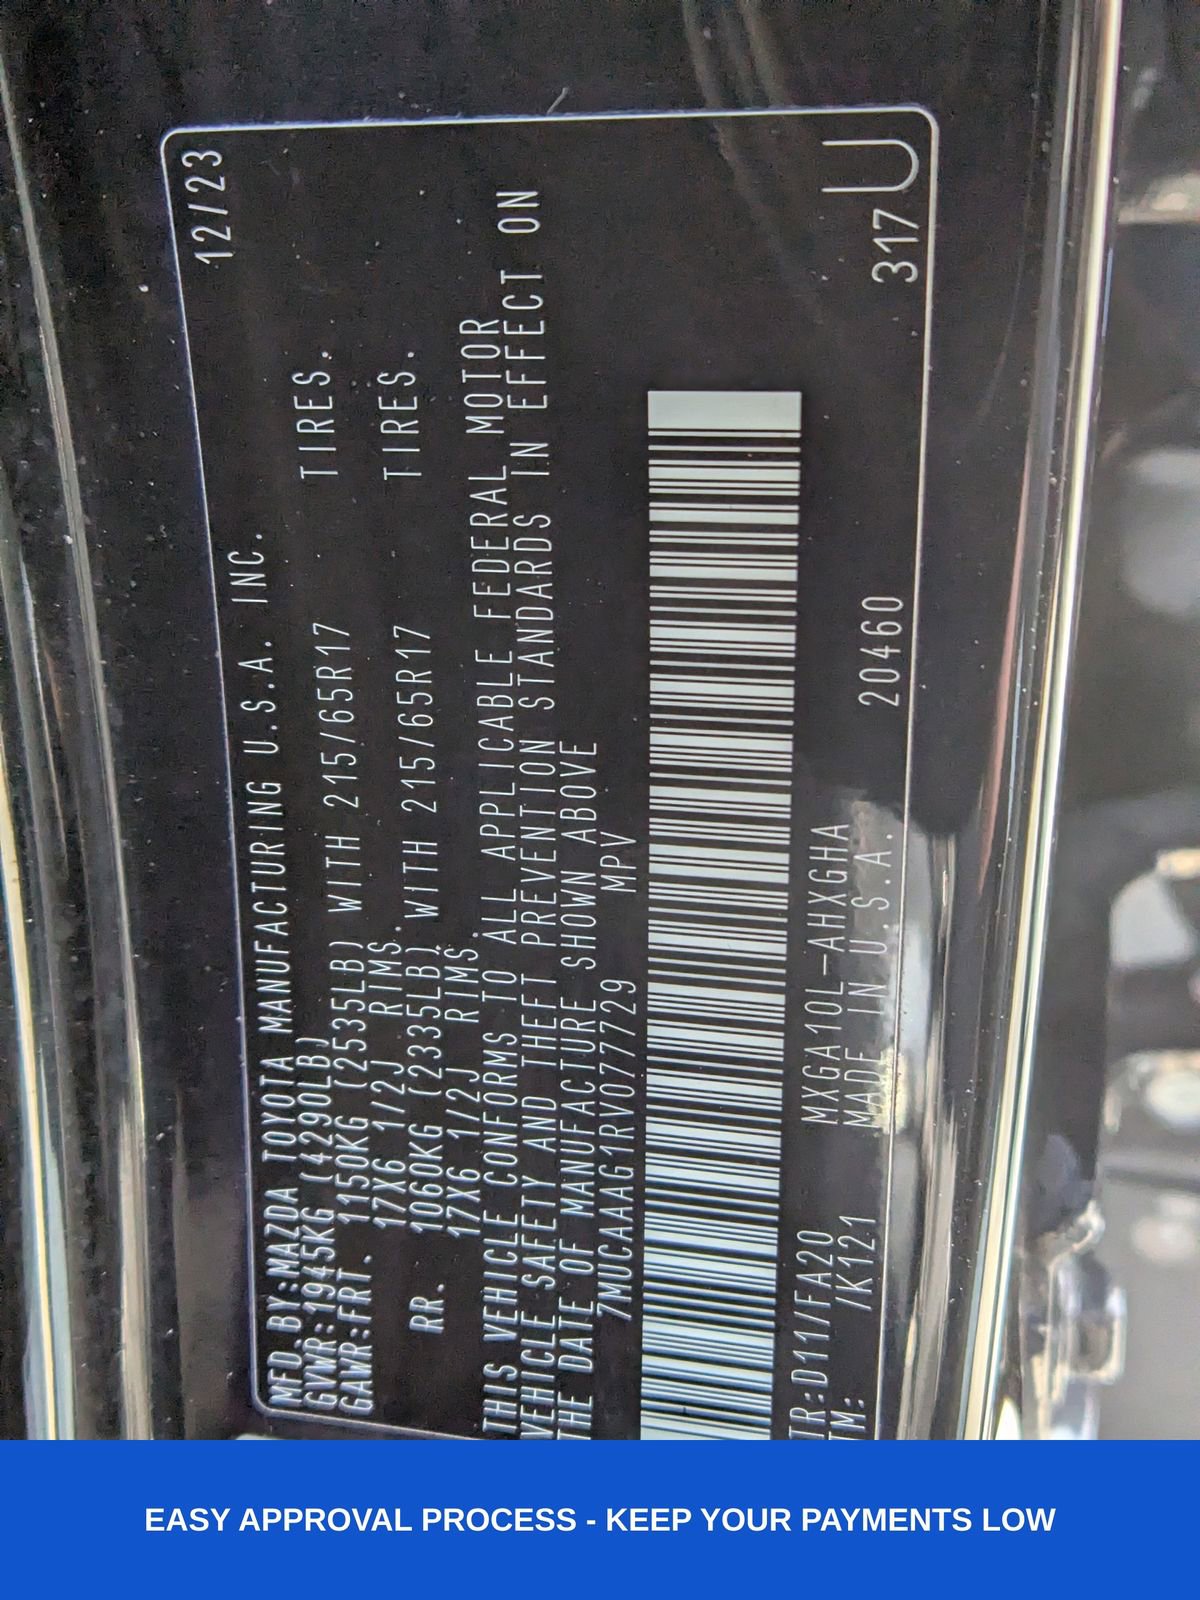 MFD.BY:MAZDA TOYOTA MANUFACTURING U.S.A. INC. 12/23
GVWR:1945KG (4290LB)
GAWR:FRT. 1150KG (2535LB) WITH 215/65R17 TIRES.
17X6 1/2J RIMS.
RR. 1060KG (2335LB) WITH 215/65R17 TIRES.
17X6 1/2J RIMS.
THIS VEHICLE CONFORMS TO ALL APPLICABLE FEDERAL MOTOR
VEHICLE SAFETY AND THEFT PREVENTION STANDARDS IN EFFECT ON
THE DATE OF MANUFACTURE SHOWN ABOVE
7MUCAAAG1RV077729 MPV
TR:D111/FA20 MXGA10L-AHXGHA 317 U
TM: /K121 MADE IN U.S.A. 20460
EASY APPROVAL PROCESS - KEEP YOUR PAYMENTS LOW